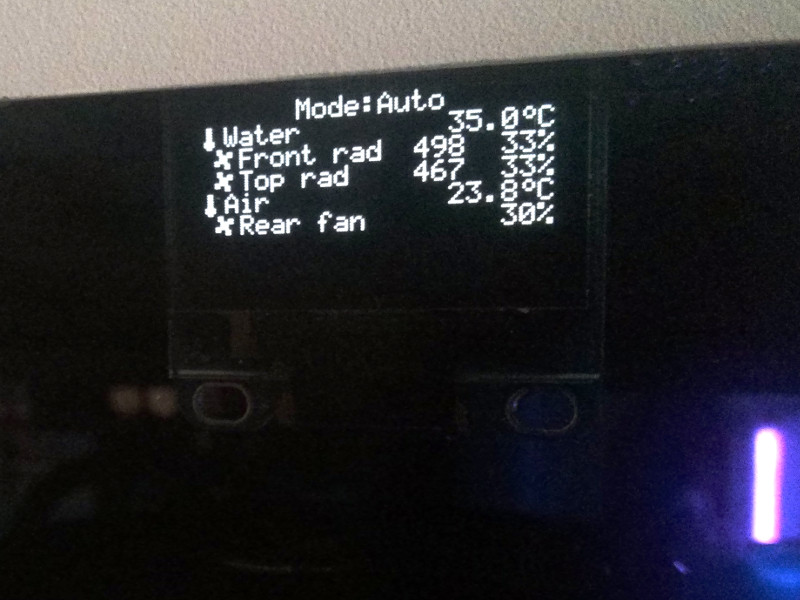 Mode:Auto
Water 35.0°C
Front rad 498 33%
Top rad 467 33%
Air 23.8°C
Rear fan 30%